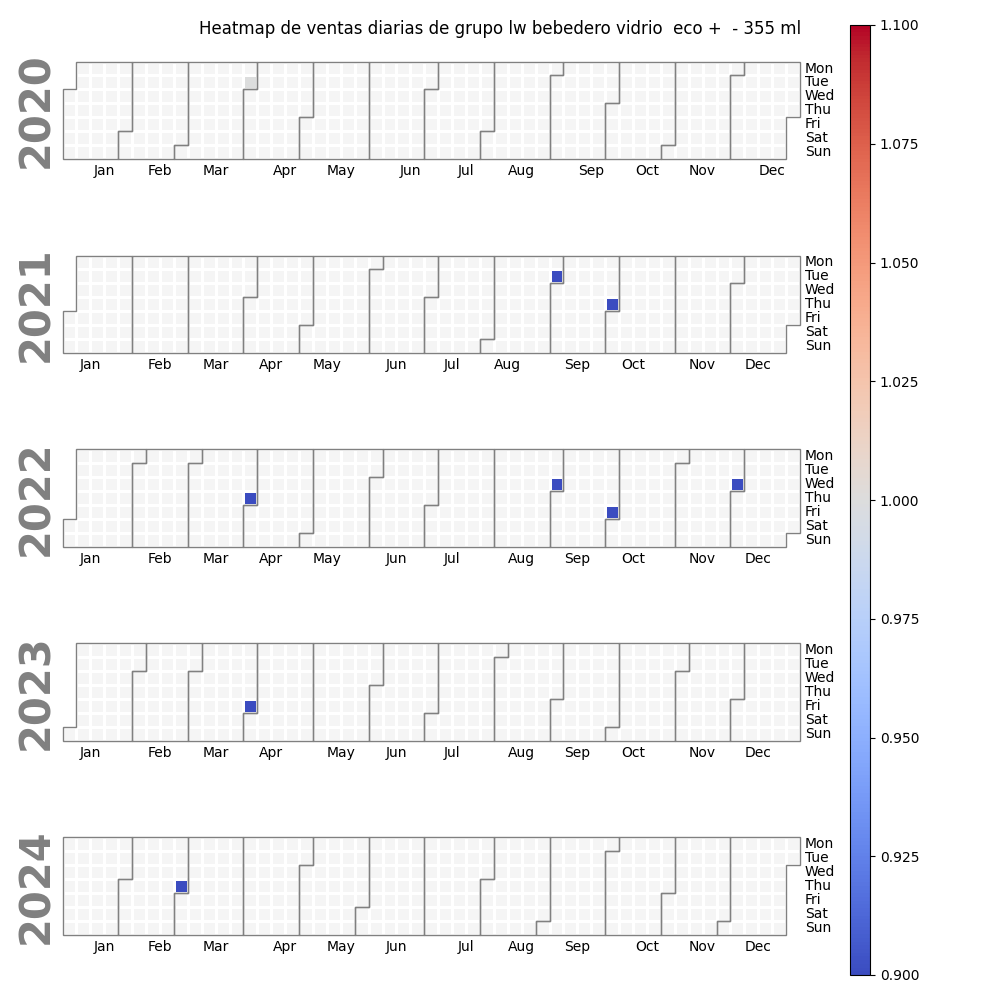 Heatmap de ventas diarias de grupo lw bebedero vidrio  eco +  - 355 ml
2020
Mon
Tue
Wed
Thu
Fri
Sat
Sun
Jan Feb Mar Apr May Jun Jul Aug Sep Oct Nov Dec
2021
Mon
Tue
Wed
Thu
Fri
Sat
Sun
Jan Feb Mar Apr May Jun Jul Aug Sep Oct Nov Dec
2022
Mon
Tue
Wed
Thu
Fri
Sat
Sun
Jan Feb Mar Apr May Jun Jul Aug Sep Oct Nov Dec
2023
Mon
Tue
Wed
Thu
Fri
Sat
Sun
Jan Feb Mar Apr May Jun Jul Aug Sep Oct Nov Dec
2024
Mon
Tue
Wed
Thu
Fri
Sat
Sun
Jan Feb Mar Apr May Jun Jul Aug Sep Oct Nov Dec
1.100
1.075
1.050
1.025
1.000
0.975
0.950
0.925
0.900